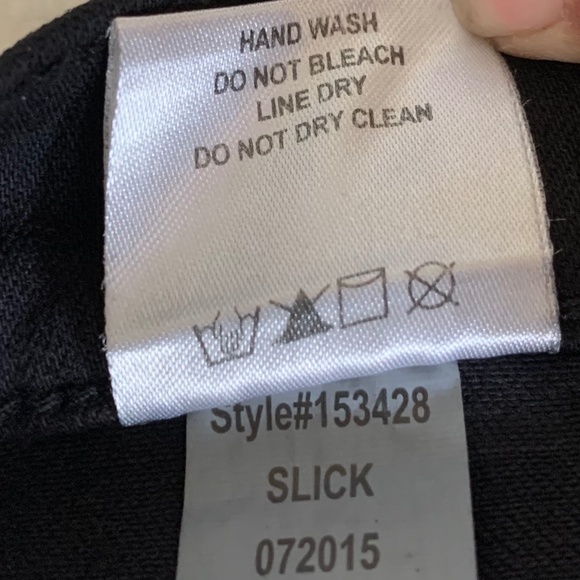 HAND WASH
DO NOT BLEACH
LINE DRY
DO NOT DRY CLEAN
Style#153428
SLICK
072015